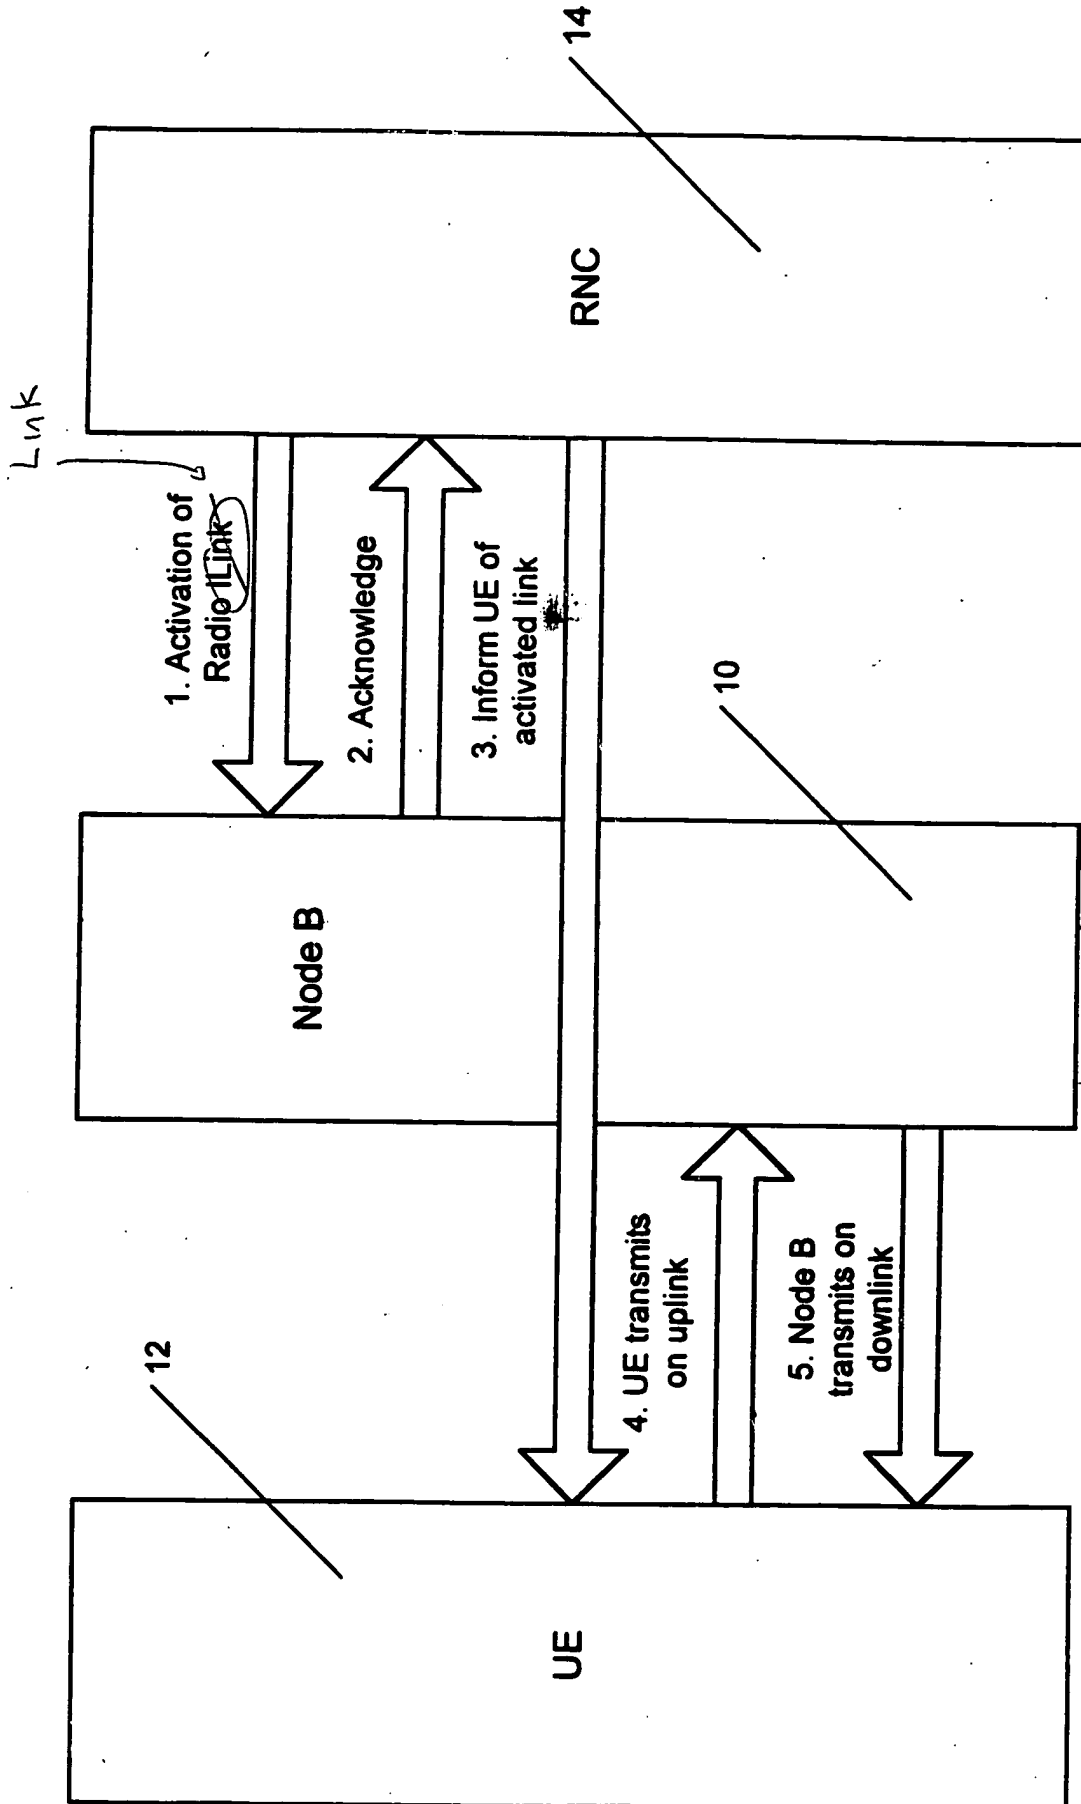 Link
1. Activation of
Radio lLink
2. Acknowledge
3. Inform UE of
activated link
14
RNC
Node B
10
12
4. UE transmits
on uplink
5. Node B
transmits on
downlink
UE